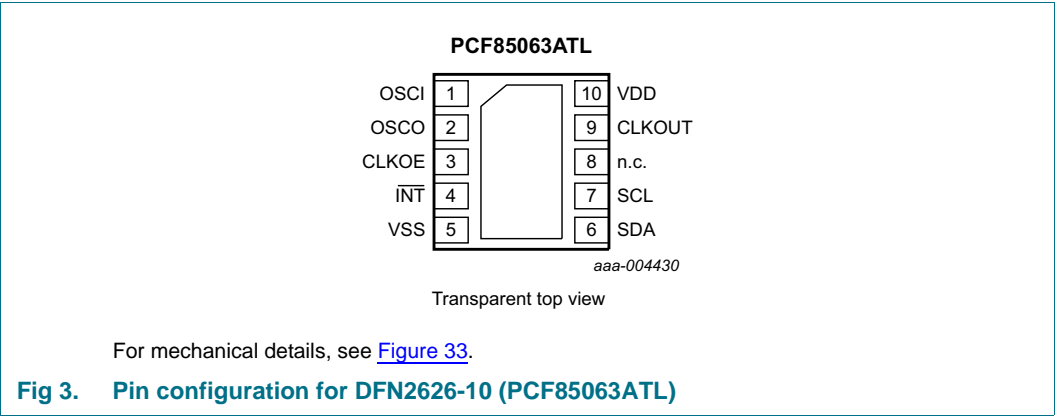 PCF85063ATL
OSCI 1 10 VDD
OSCO 2 9 CLKOUT
CLKOE 3 8 n.c.
I̅N̅T̅ 4 7 SCL
VSS 5 6 SDA
aaa-004430
Transparent top view
For mechanical details, see Figure 33.
Fig 3. Pin configuration for DFN2626-10 (PCF85063ATL)